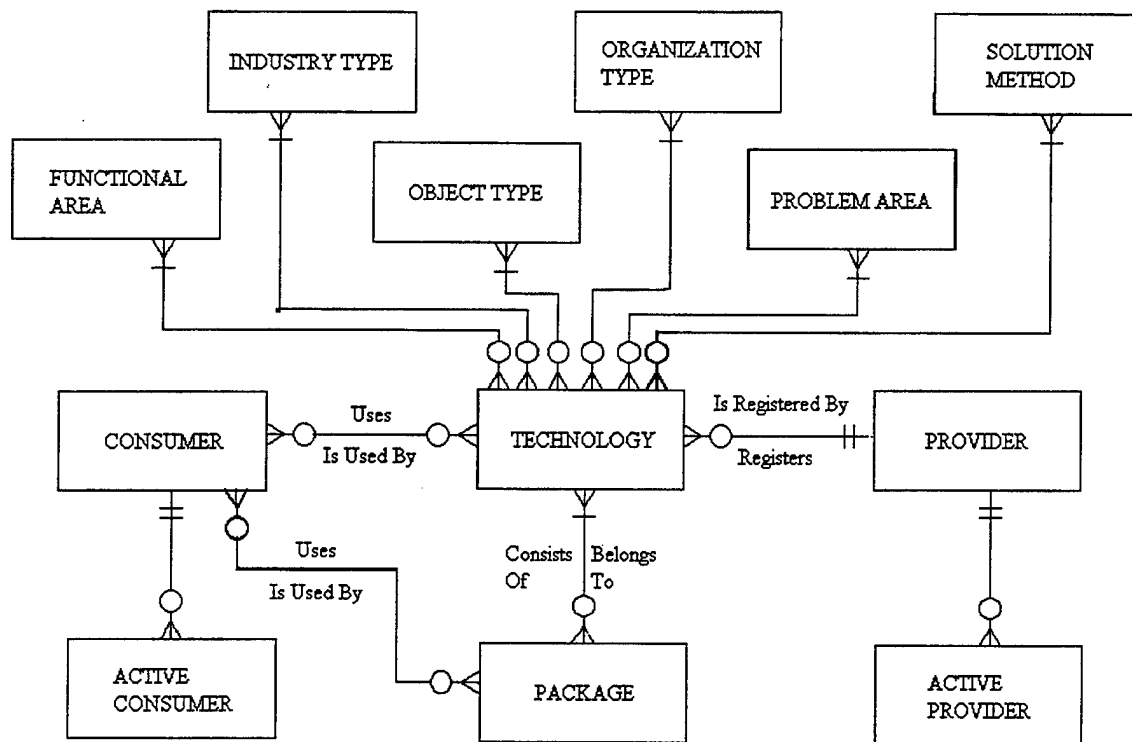 INDUSTRY TYPE
ORGANIZATION
TYPE
SOLUTION
METHOD
FUNCTIONAL
AREA
OBJECT TYPE
PROBLEM AREA
CONSUMER
Uses
Is Used By
TECHNOLOGY
Is Registered By
Registers
PROVIDER
Uses
Is Used By
Consists
Of
Belongs
To
ACTIVE
CONSUMER
PACKAGE
ACTIVE
PROVIDER